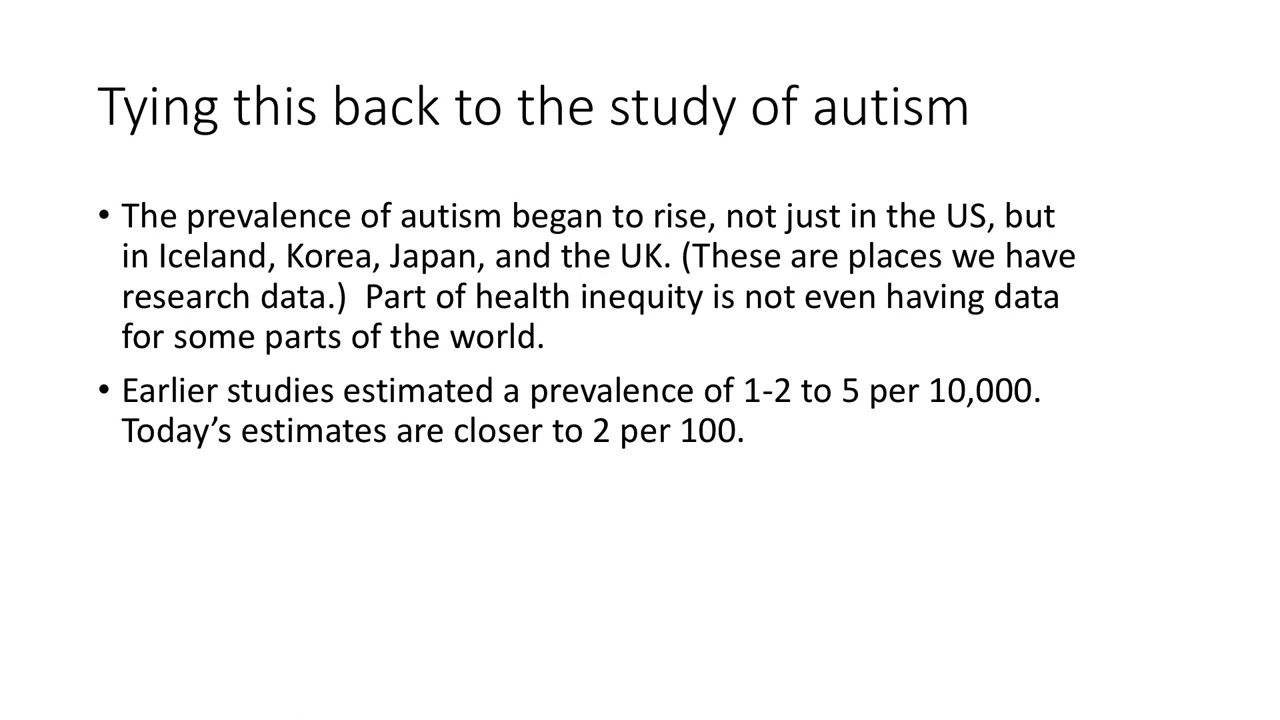 Tying this back to the study of autism
• The prevalence of autism began to rise, not just in the US, but
in Iceland, Korea, Japan, and the UK. (These are places we have
research data.)  Part of health inequity is not even having data
for some parts of the world.
• Earlier studies estimated a prevalence of 1-2 to 5 per 10,000.
Today’s estimates are closer to 2 per 100.